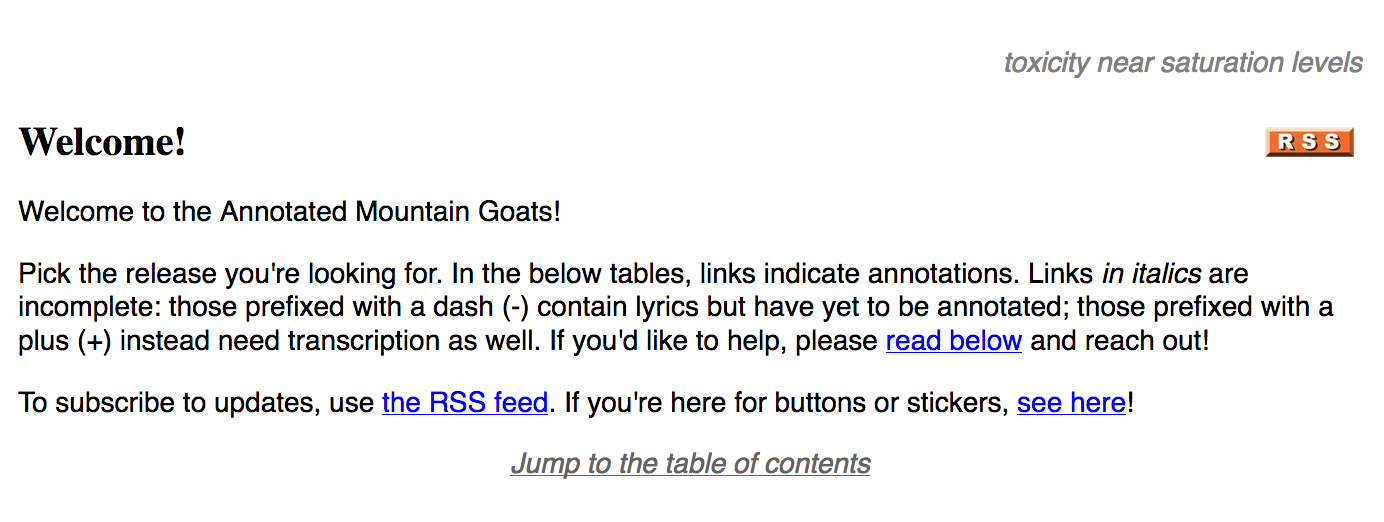 toxicity near saturation levels
Welcome!
RSS
Welcome to the Annotated Mountain Goats!
Pick the release you're looking for. In the below tables, links indicate annotations. Links in italics are
incomplete: those prefixed with a dash (-) contain lyrics but have yet to be annotated; those prefixed with a
plus (+) instead need transcription as well. If you'd like to help, please read below and reach out!
To subscribe to updates, use the RSS feed. If you're here for buttons or stickers, see here!
Jump to the table of contents